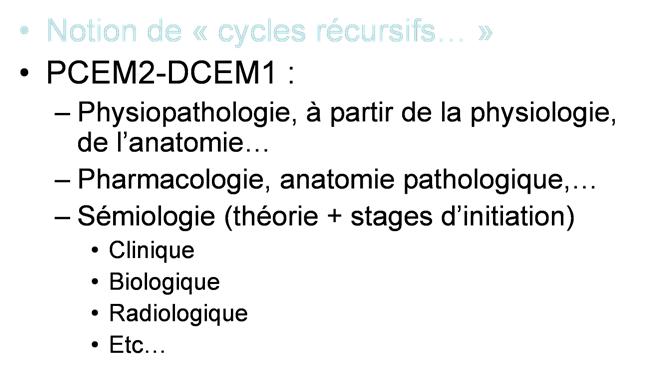 • Notion de « cycles récursifs… »
• PCEM2-DCEM1 :
– Physiopathologie, à partir de la physiologie,
de l’anatomie…
– Pharmacologie, anatomie pathologique,…
– Sémiologie (théorie + stages d’initiation)
• Clinique
• Biologique
• Radiologique
• Etc…